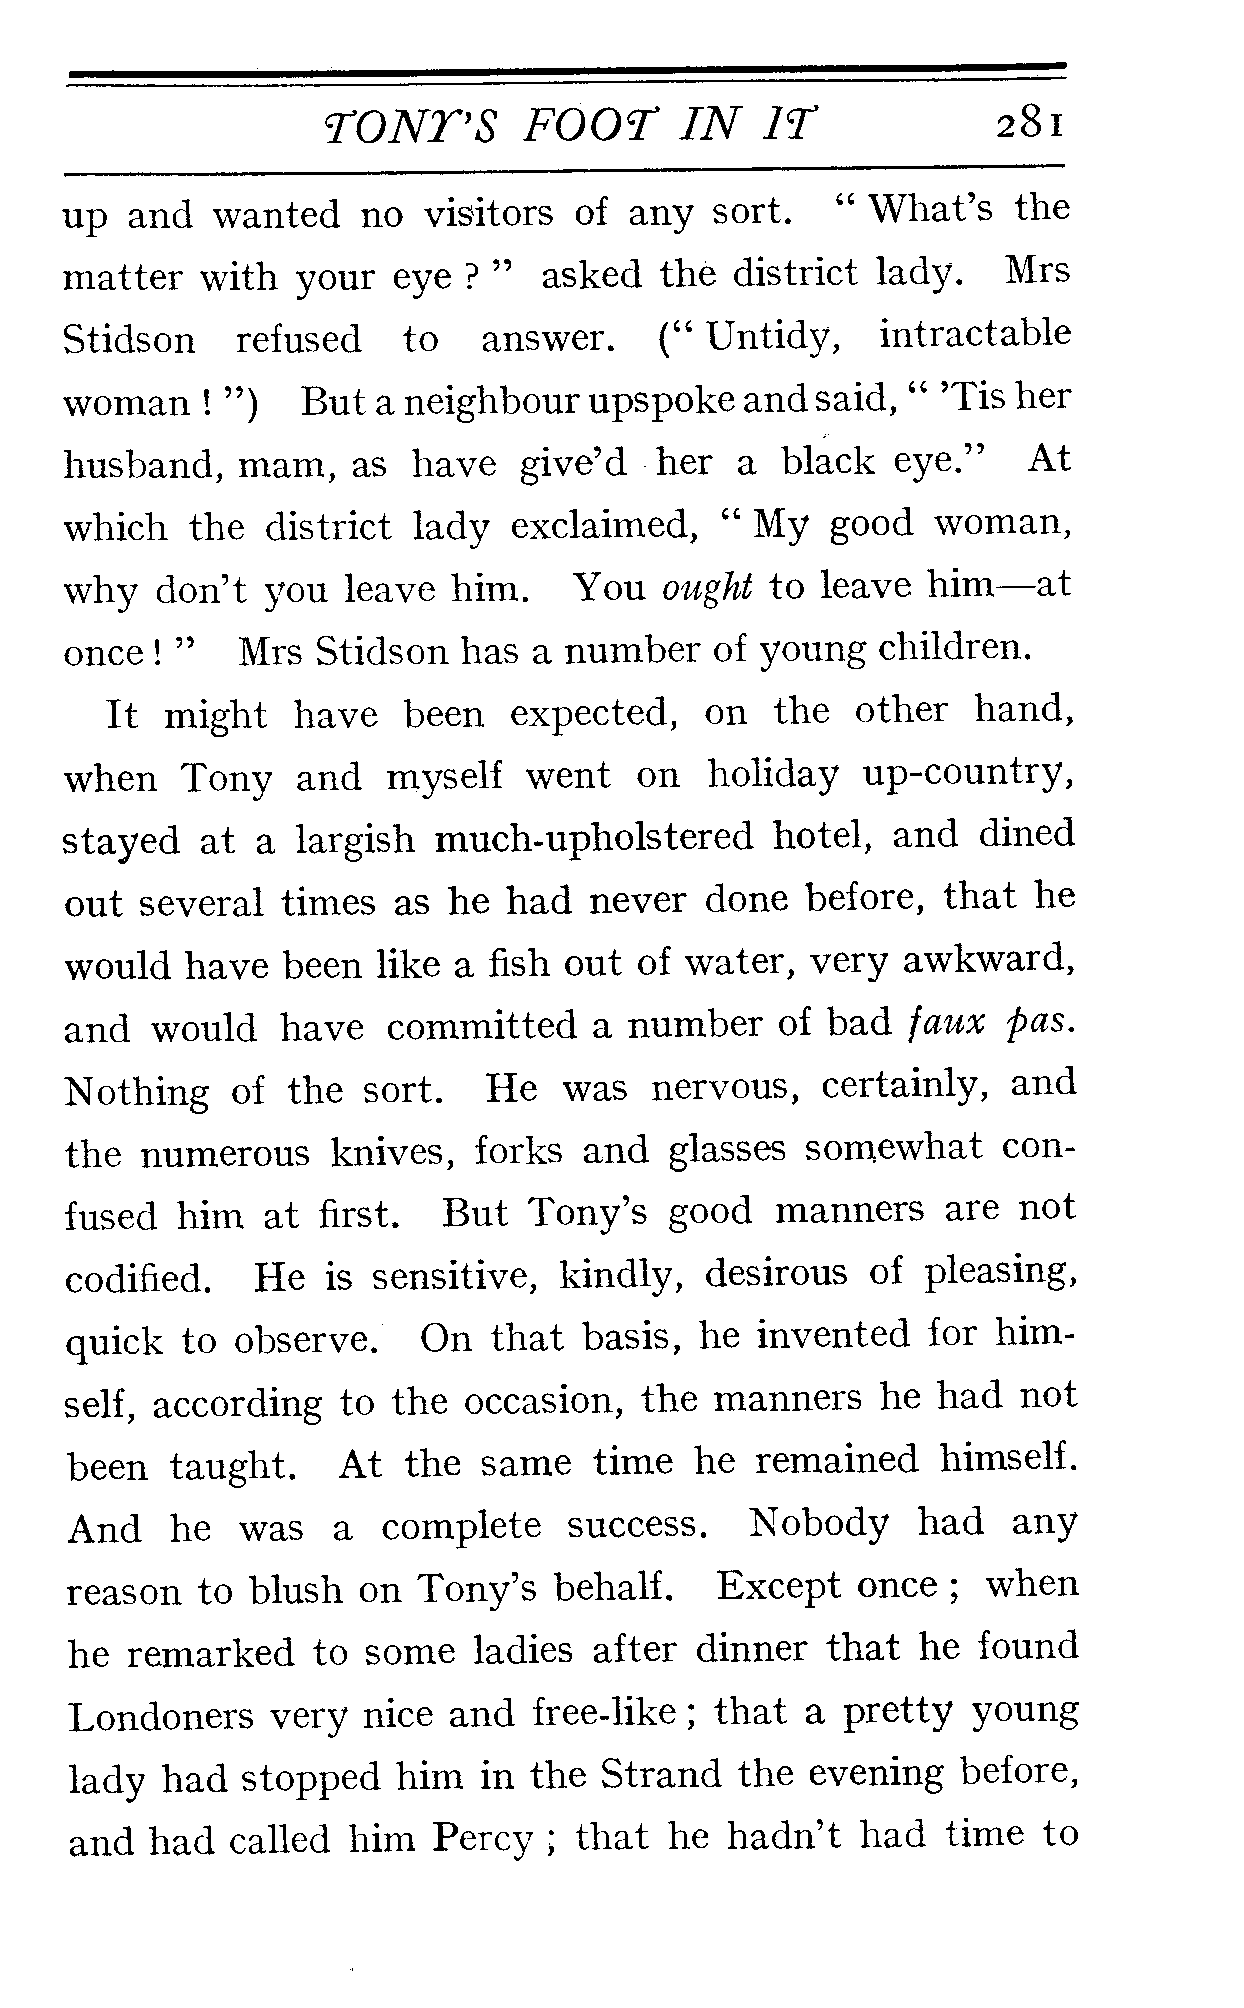 TONY'S FOOT IN IT 281
up and wanted no visitors of any sort. “ What's the
matter with your eye ? ” asked the district lady. Mrs
Stidson refused to answer. (“ Untidy, intractable
woman ! ”) But a neighbour upspoke and said, “ 'Tis her
husband, mam, as have give'd her a black eye.” At
which the district lady exclaimed, “ My good woman,
why don't you leave him. You ought to leave him—at
once ! ” Mrs Stidson has a number of young children.
It might have been expected, on the other hand,
when Tony and myself went on holiday up-country,
stayed at a largish much-upholstered hotel, and dined
out several times as he had never done before, that he
would have been like a fish out of water, very awkward,
and would have committed a number of bad faux pas.
Nothing of the sort. He was nervous, certainly, and
the numerous knives, forks and glasses somewhat con-
fused him at first. But Tony's good manners are not
codified. He is sensitive, kindly, desirous of pleasing,
quick to observe. On that basis, he invented for him-
self, according to the occasion, the manners he had not
been taught. At the same time he remained himself.
And he was a complete success. Nobody had any
reason to blush on Tony's behalf. Except once ; when
he remarked to some ladies after dinner that he found
Londoners very nice and free-like ; that a pretty young
lady had stopped him in the Strand the evening before,
and had called him Percy ; that he hadn't had time to